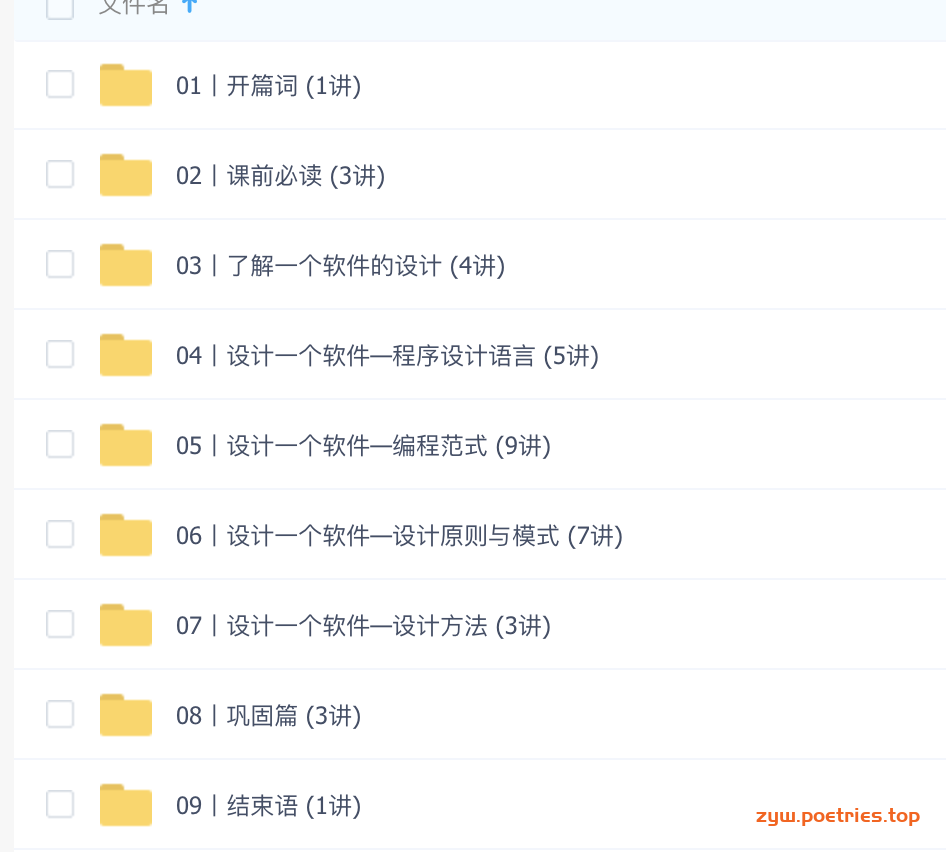 文件名
01丨开篇词 (1讲)
02丨课前必读 (3讲)
03丨了解一个软件的设计 (4讲)
04丨设计一个软件—程序设计语言 (5讲)
05丨设计一个软件—编程范式 (9讲)
06丨设计一个软件—设计原则与模式 (7讲)
07丨设计一个软件—设计方法 (3讲)
08丨巩固篇 (3讲)
09丨结束语 (1讲)
zyw.poetries.top